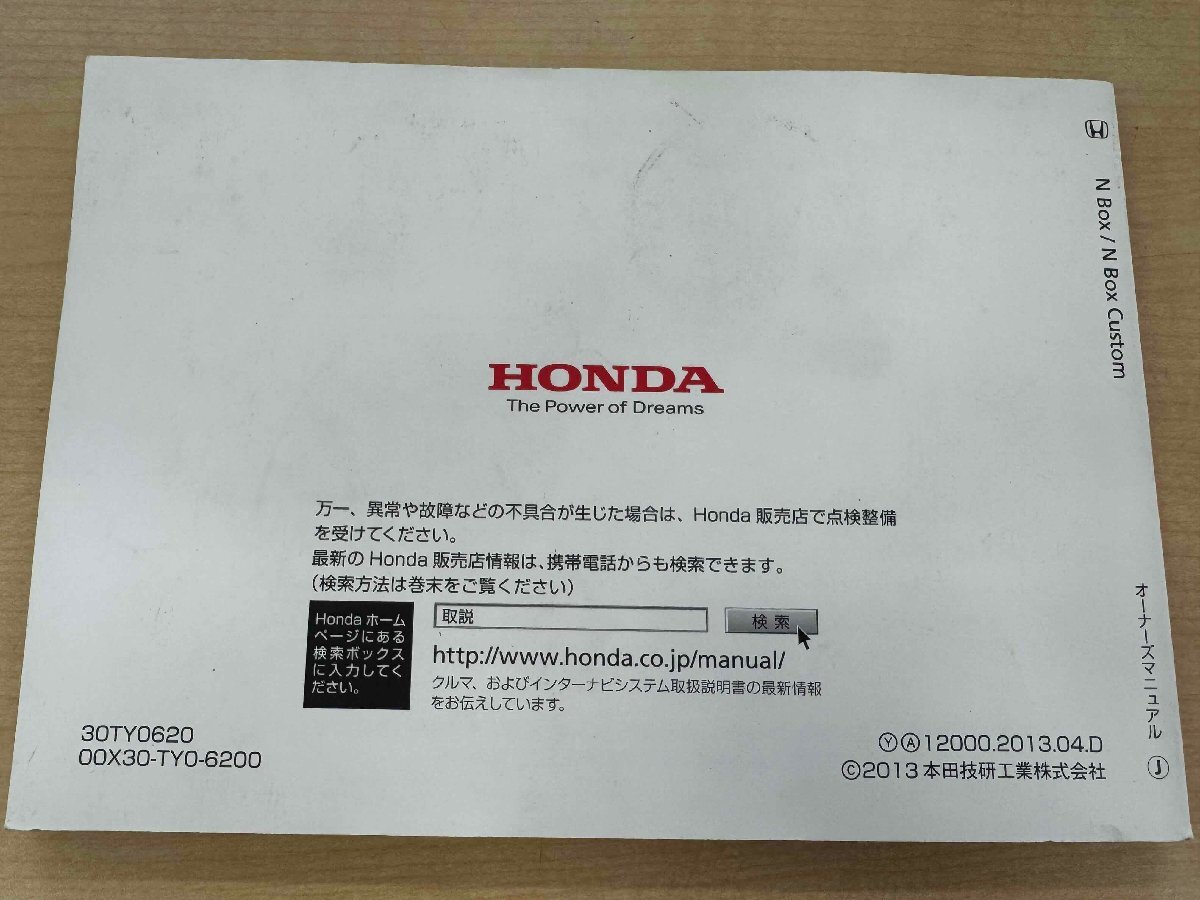 HONDA
The Power of Dreams
万一、異常や故障などの不具合が生じた場合は、Honda 販売店で点検整備
を受けてください。
最新の Honda 販売店情報は、携帯電話からも検索できます。
(検索方法は巻末をご覧ください)
Honda ホーム
ページにある
検索ボックス
に入力してく
ださい。
取説
検 索
http://www.honda.co.jp/manual/
クルマ、およびインターナビシステム取扱説明書の最新情報
をお伝えしています。
30TY0620
00X30-TY0-6200
ⓎⒶ12000.2013.04.D
©2013 本田技研工業株式会社
N Box / N Box Custom
オーナーズマニュアル Ⓙ